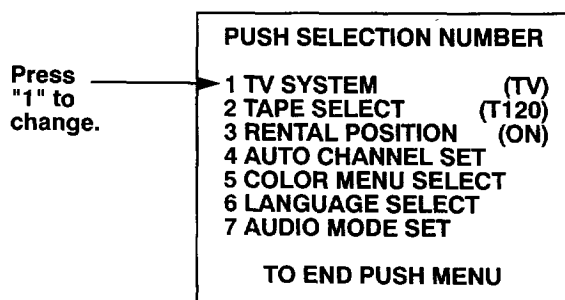 PUSH SELECTION NUMBER
Press
"1" to
change.
1 TV SYSTEM (TV)
2 TAPE SELECT (T120)
3 RENTAL POSITION (ON)
4 AUTO CHANNEL SET
5 COLOR MENU SELECT
6 LANGUAGE SELECT
7 AUDIO MODE SET
TO END PUSH MENU